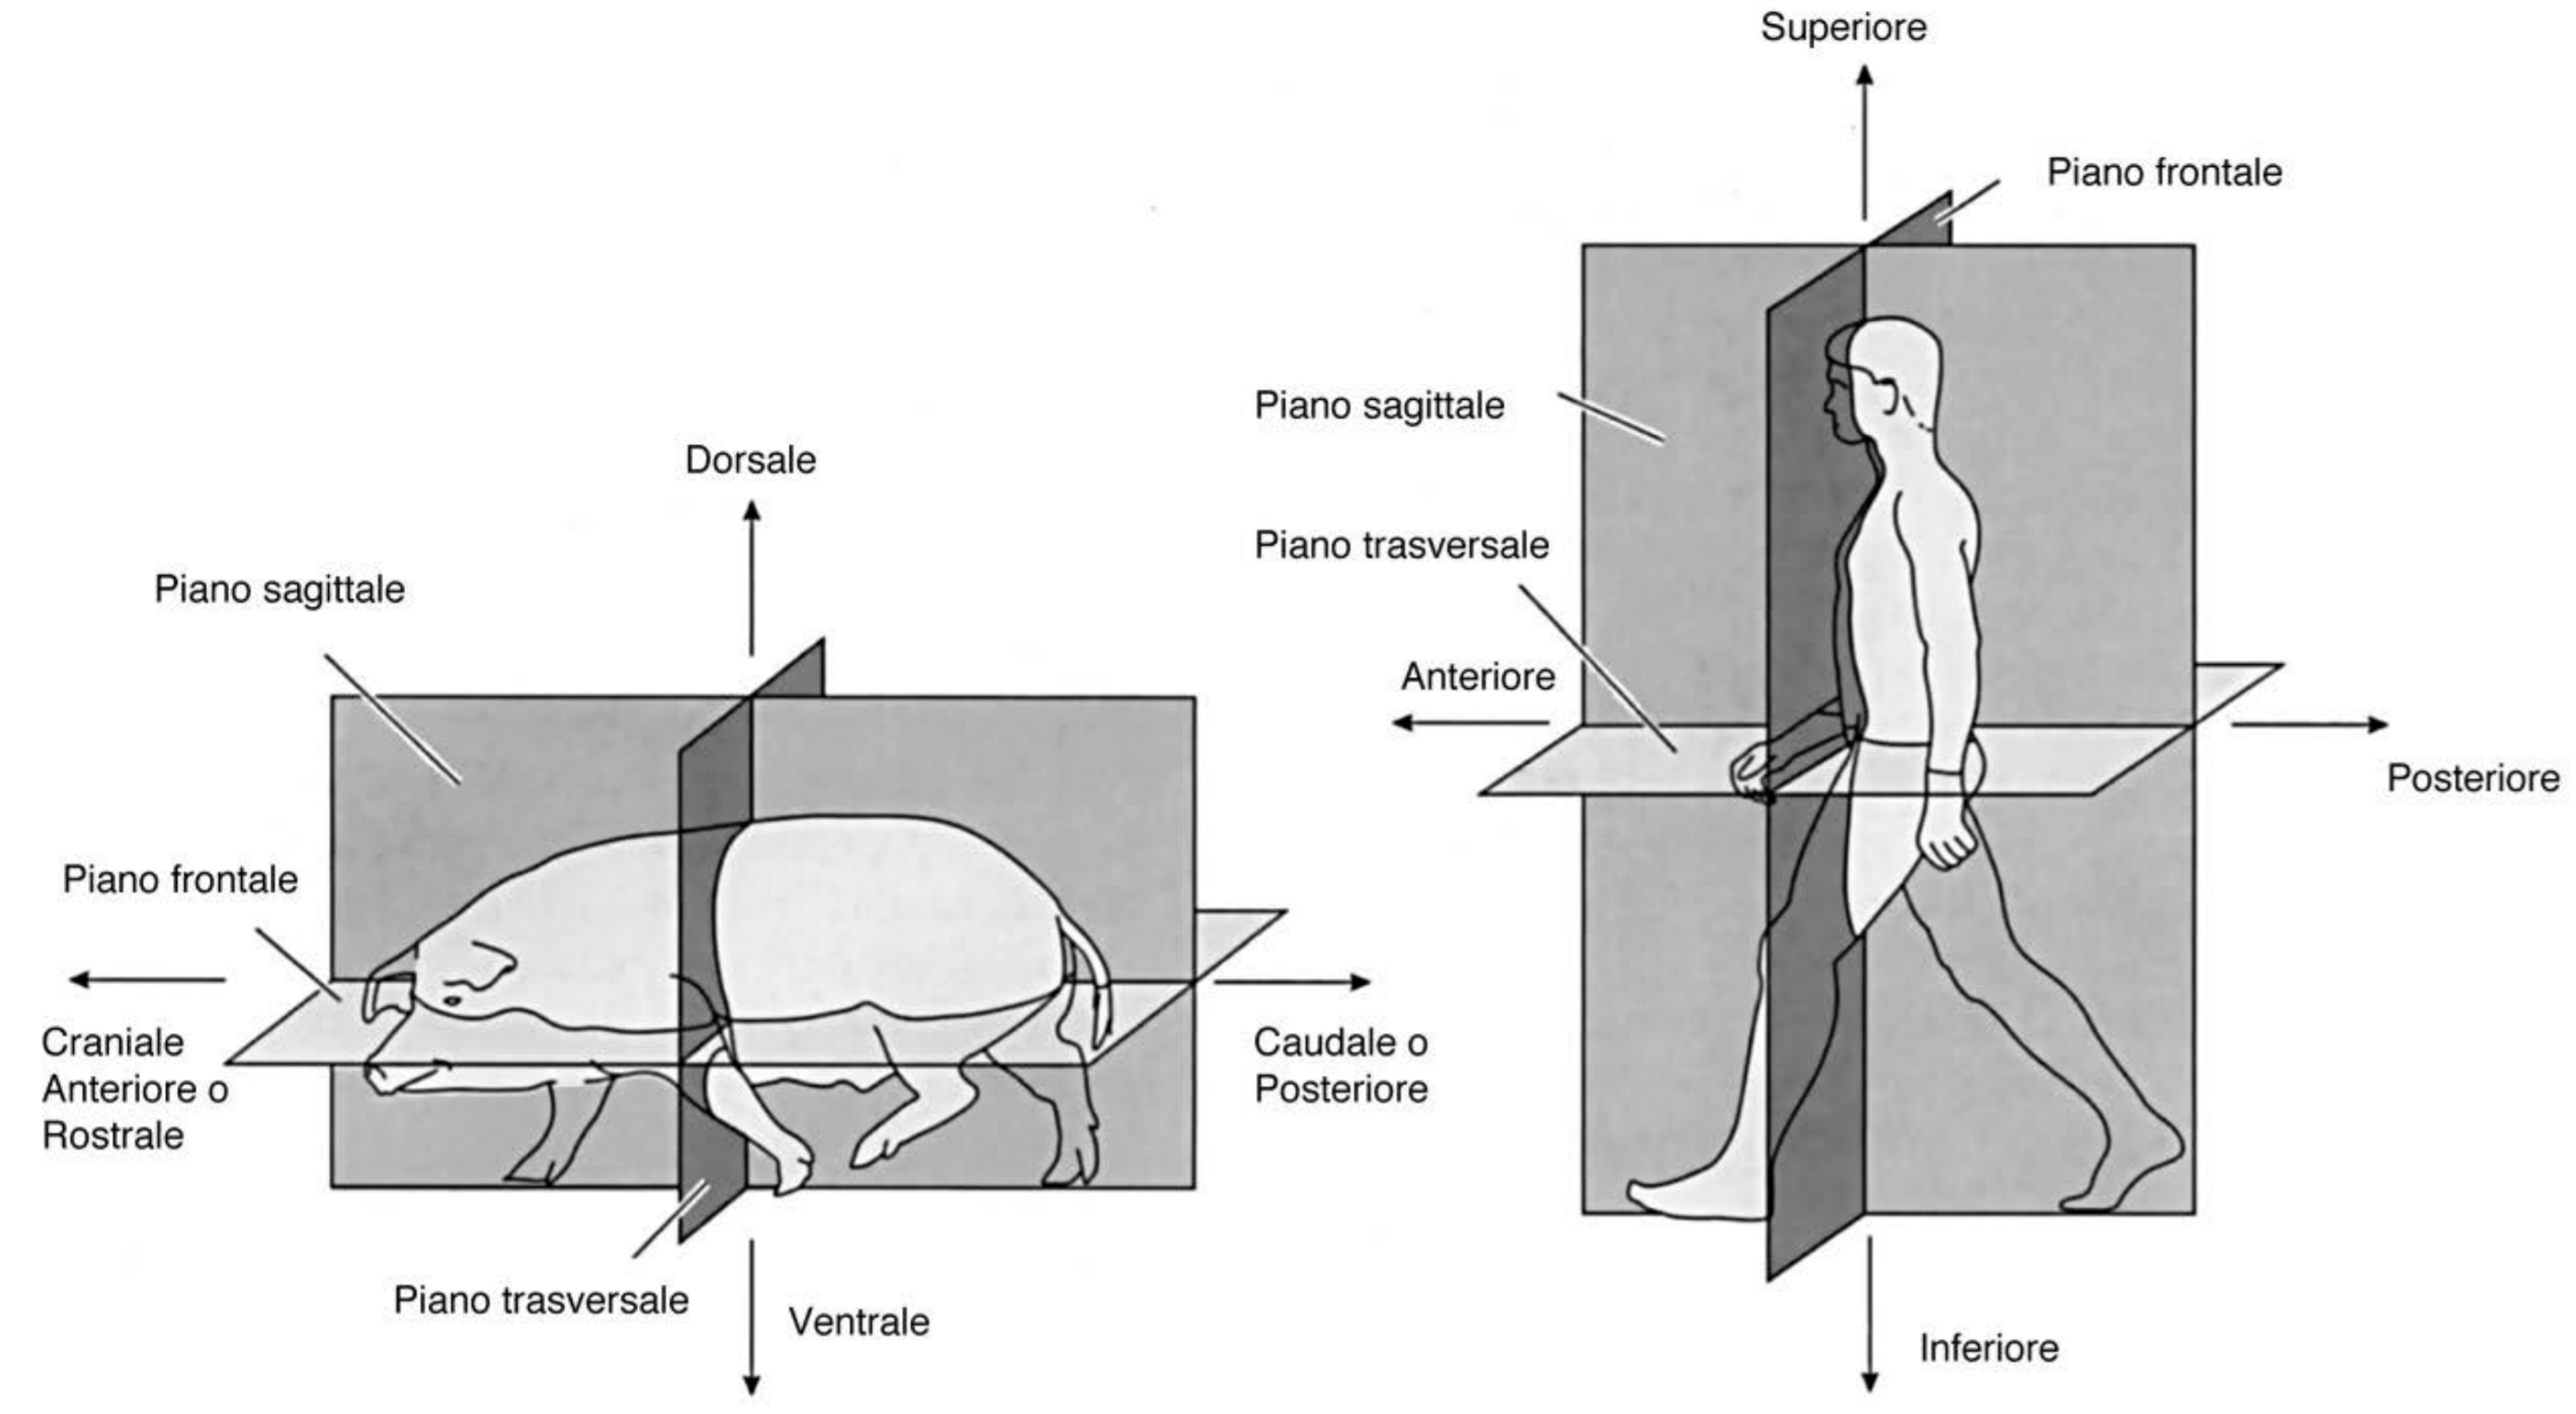 Superiore
Piano frontale
Piano sagittale
Piano trasversale
Anteriore
Posteriore
Inferiore
Dorsale
Piano sagittale
Piano frontale
Craniale
Anteriore o
Rostrale
Caudale o
Posteriore
Piano trasversale
Ventrale